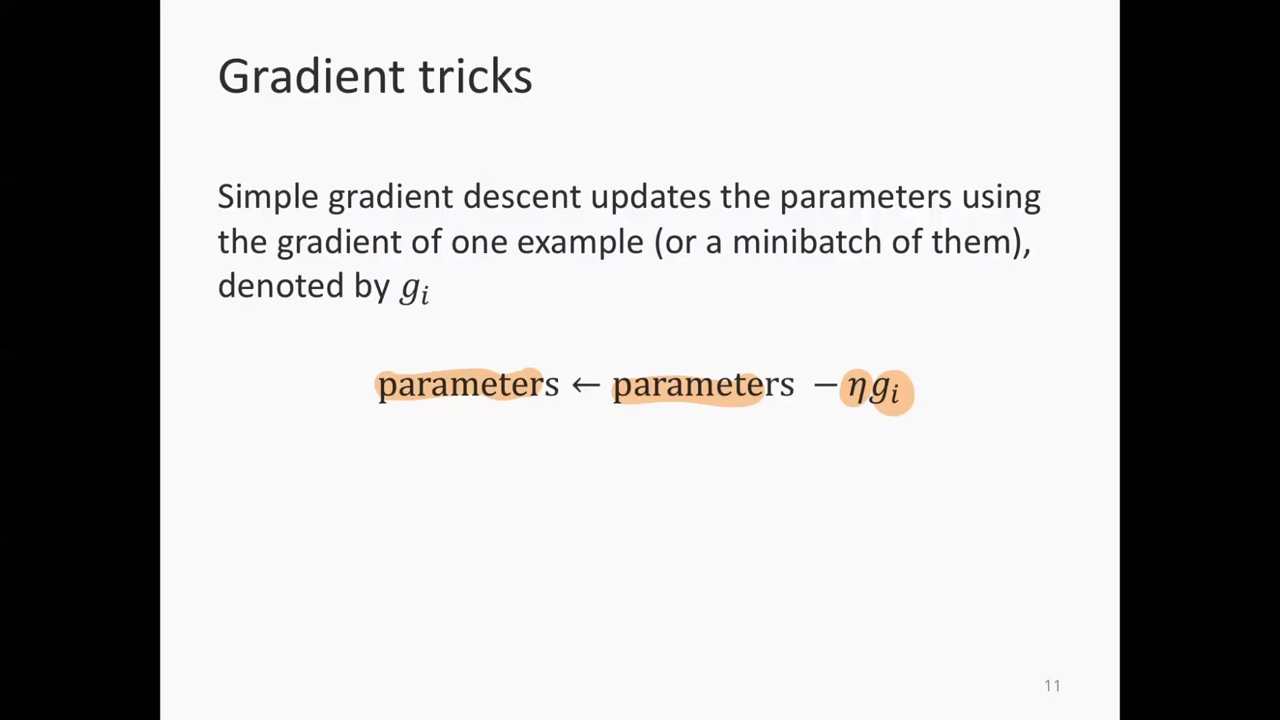 Gradient tricks
Simple gradient descent updates the parameters using
the gradient of one example (or a minibatch of them),
denoted by gᵢ
parameters ← parameters − ηgᵢ
11